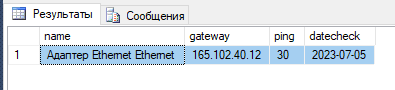 Результаты Сообщения
name gateway ping datecheck
1 Адаптер Ethernet Ethernet 165.102.40.12 30 2023-07-05